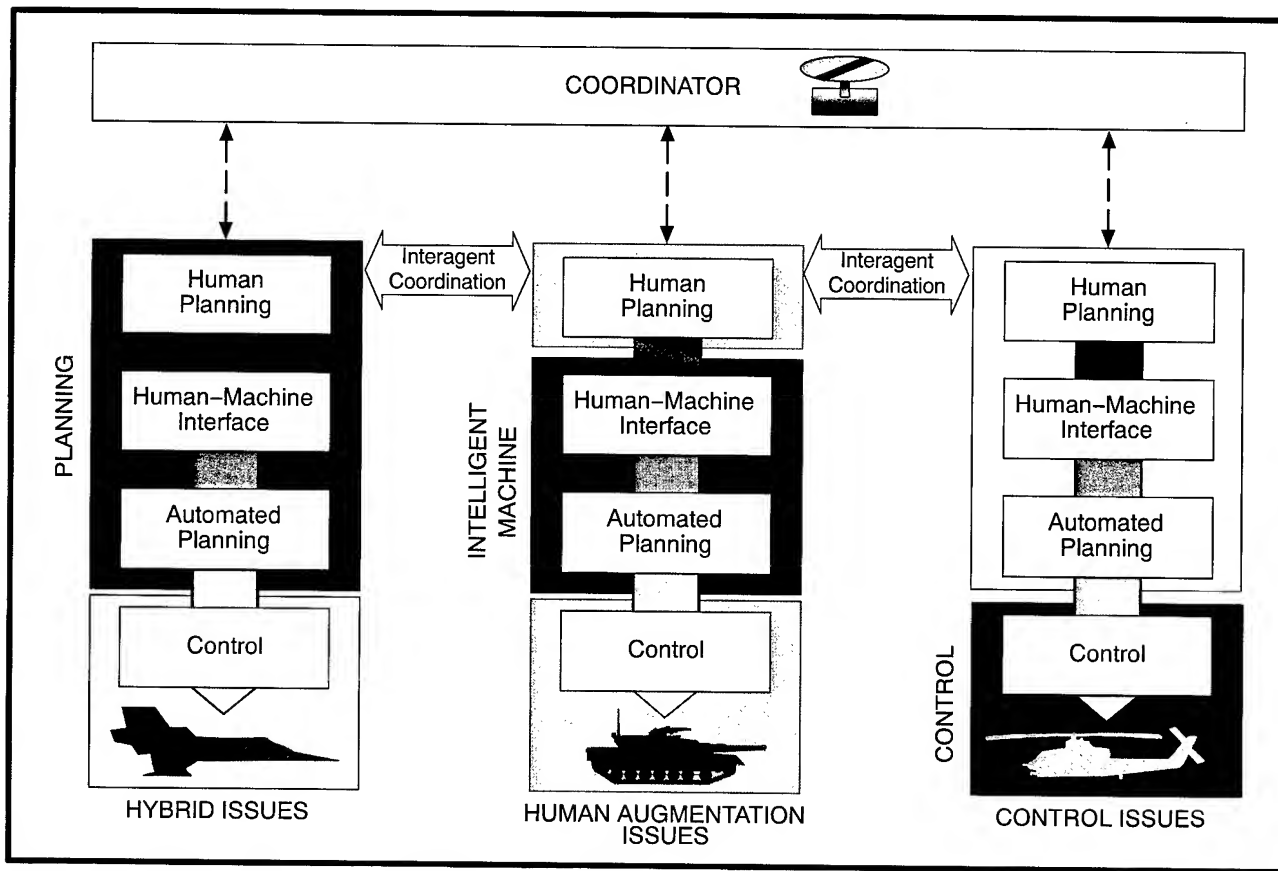 COORDINATOR
Interagent
Coordination
Interagent
Coordination
PLANNING
Human
Planning
Human–Machine
Interface
Automated
Planning
Control
HYBRID ISSUES
INTELLIGENT
MACHINE
Human
Planning
Human–Machine
Interface
Automated
Planning
Control
HUMAN AUGMENTATION
ISSUES
Human
Planning
Human–Machine
Interface
Automated
Planning
CONTROL
Control
CONTROL ISSUES